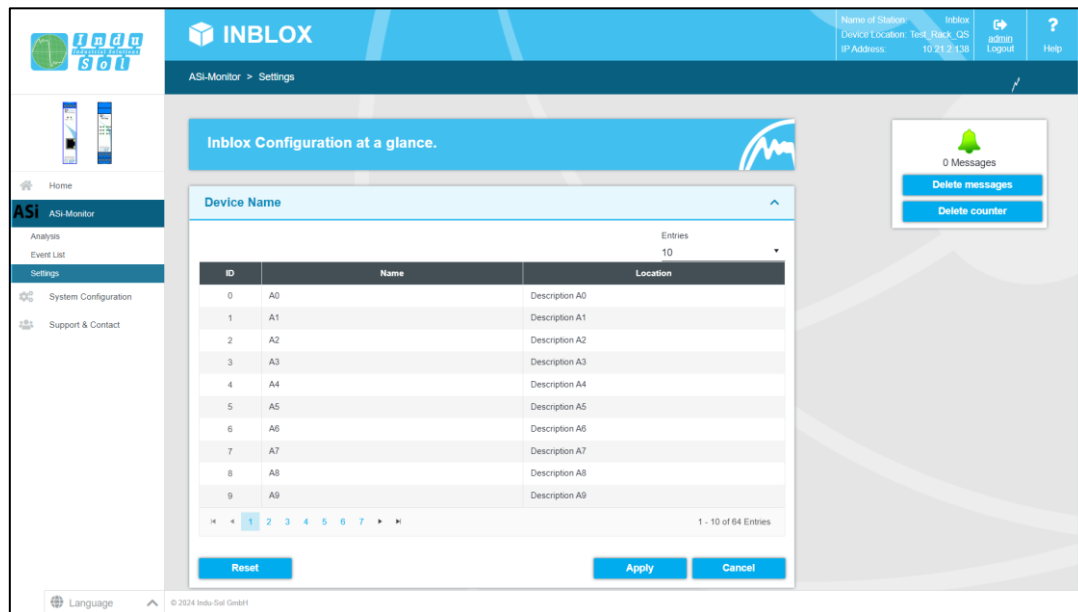 Indu
Industrial Solutions
Sol
INBLOX
Name of Station: Inblox
Device Location: Test_Rack_QS
IP Address: 10.21.2.138
admin
Logout
?
Help
ASi-Monitor > Settings
Inblox Configuration at a glance.
0 Messages
Delete messages
Delete counter
Home
ASi ASi-Monitor
Analysis
Event List
Settings
System Configuration
Support & Contact
Device Name
Entries
10
ID Name Location
0 A0 Description A0
1 A1 Description A1
2 A2 Description A2
3 A3 Description A3
4 A4 Description A4
5 A5 Description A5
6 A6 Description A6
7 A7 Description A7
8 A8 Description A8
9 A9 Description A9
1 2 3 4 5 6 7 1 - 10 of 64 Entries
Reset Apply Cancel
Language © 2024 Indu-Sol GmbH